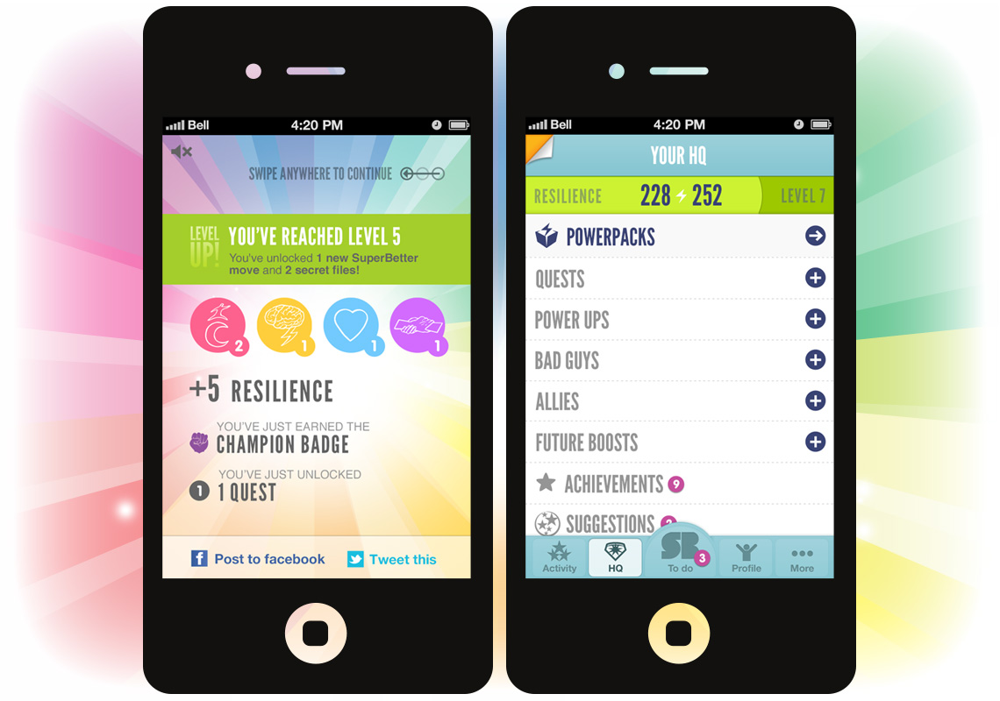 Bell 4:20 PM
SWIPE ANYWHERE TO CONTINUE
LEVEL UP!
YOU'VE REACHED LEVEL 5
You've unlocked 1 new SuperBetter
move and 2 secret files!
2 1 1 1
+5 RESILIENCE
YOU'VE JUST EARNED THE
CHAMPION BADGE
YOU'VE JUST UNLOCKED
1 1 QUEST
Post to facebook Tweet this
Bell 4:20 PM
YOUR HQ
RESILIENCE 228 252 LEVEL 7
POWERPACKS
QUESTS
POWER UPS
BAD GUYS
ALLIES
FUTURE BOOSTS
ACHIEVEMENTS 9
SUGGESTIONS
SB 3
Activity HQ To do Profile More